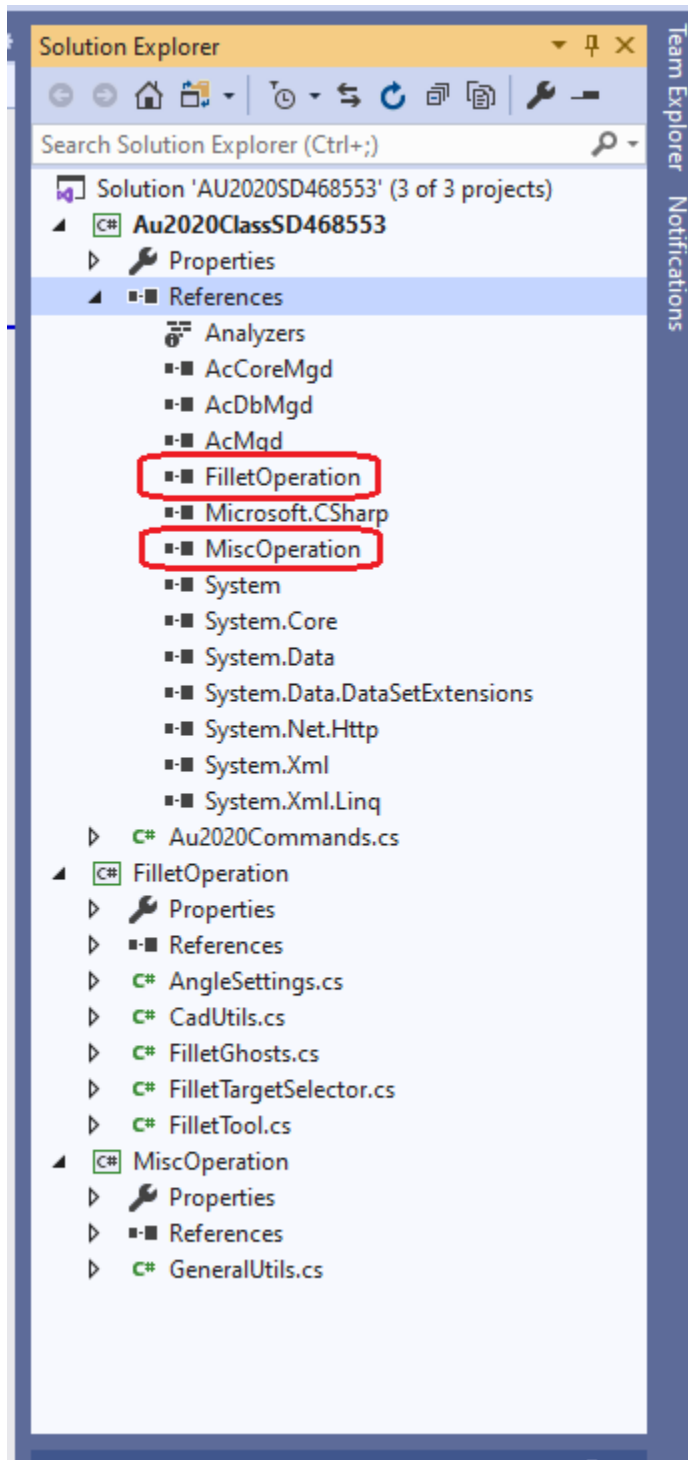 Solution Explorer
Search Solution Explorer (Ctrl+;)
Solution 'AU2020SD468553' (3 of 3 projects)
C# Au2020ClassSD468553
Properties
References
Analyzers
AcCoreMgd
AcDbMgd
AcMgd
FilletOperation
Microsoft.CSharp
MiscOperation
System
System.Core
System.Data
System.Data.DataSetExtensions
System.Net.Http
System.Xml
System.Xml.Linq
C# Au2020Commands.cs
C# FilletOperation
Properties
References
C# AngleSettings.cs
C# CadUtils.cs
C# FilletGhosts.cs
C# FilletTargetSelector.cs
C# FilletTool.cs
C# MiscOperation
Properties
References
C# GeneralUtils.cs
Team Explorer
Notifications